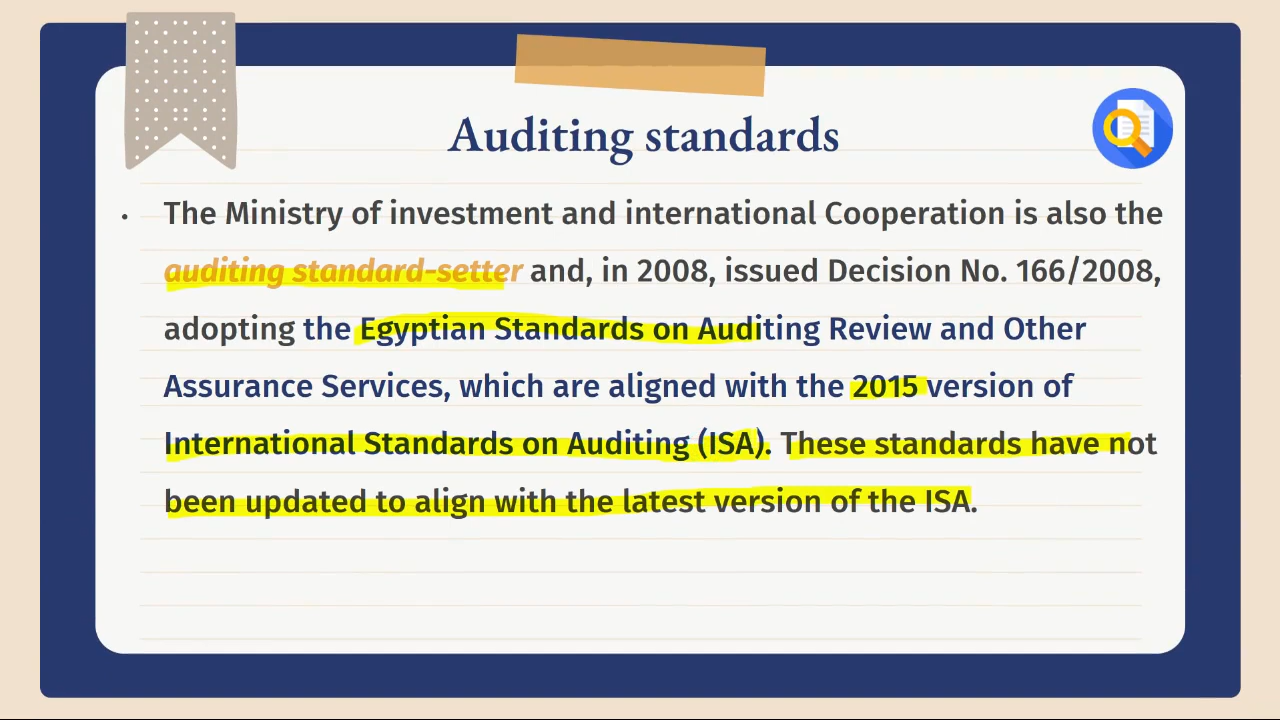 Auditing standards
• The Ministry of investment and international Cooperation is also the
auditing standard-setter and, in 2008, issued Decision No. 166/2008,
adopting the Egyptian Standards on Auditing Review and Other
Assurance Services, which are aligned with the 2015 version of
International Standards on Auditing (ISA). These standards have not
been updated to align with the latest version of the ISA.